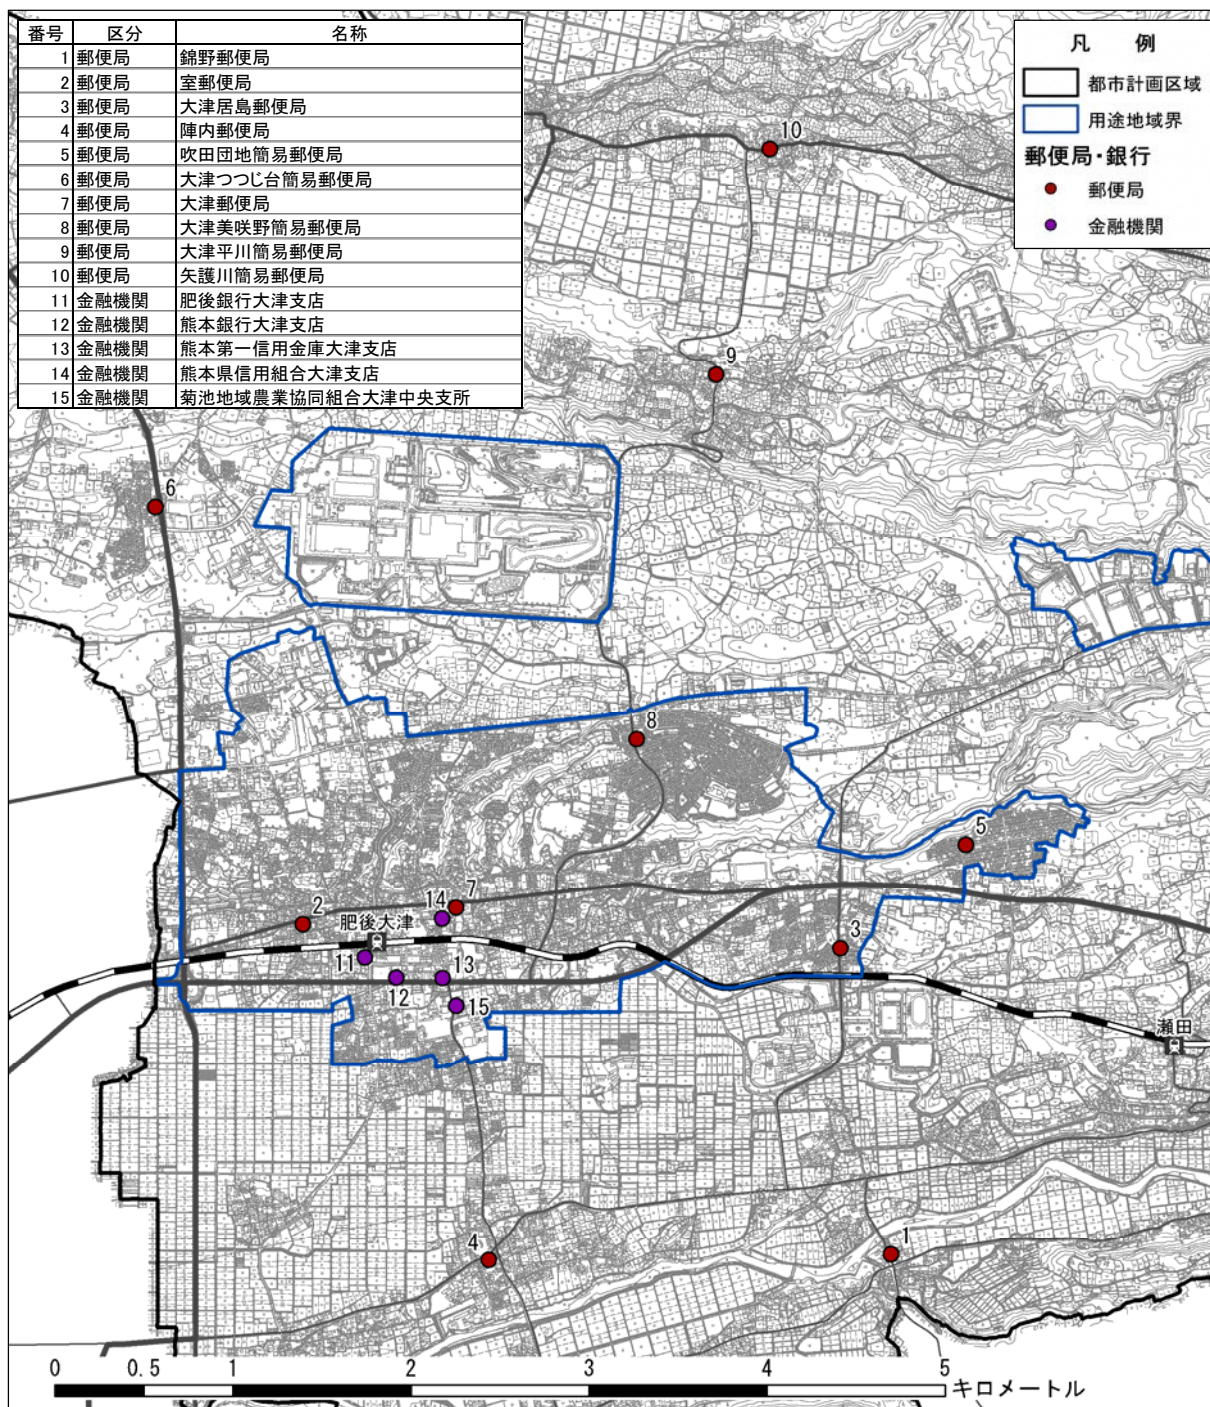 番号 区分 名称
1 郵便局 錦野郵便局
2 郵便局 室郵便局
3 郵便局 大津居島郵便局
4 郵便局 陣内郵便局
5 郵便局 吹田団地簡易郵便局
6 郵便局 大津つつじ台簡易郵便局
7 郵便局 大津郵便局
8 郵便局 大津美咲野簡易郵便局
9 郵便局 大津平川簡易郵便局
10 郵便局 矢護川簡易郵便局
11 金融機関 肥後銀行大津支店
12 金融機関 熊本銀行大津支店
13 金融機関 熊本第一信用金庫大津支店
14 金融機関 熊本県信用組合大津支店
15 金融機関 菊池地域農業協同組合大津中央支所
凡 例
都市計画区域
用途地域界
郵便局・銀行
郵便局
金融機関
10
9
6
8
5
7
14
2
肥後大津
3
11
13
12
15
瀬田
1
4
0 0.5 1 2 3 4 5
キロメートル